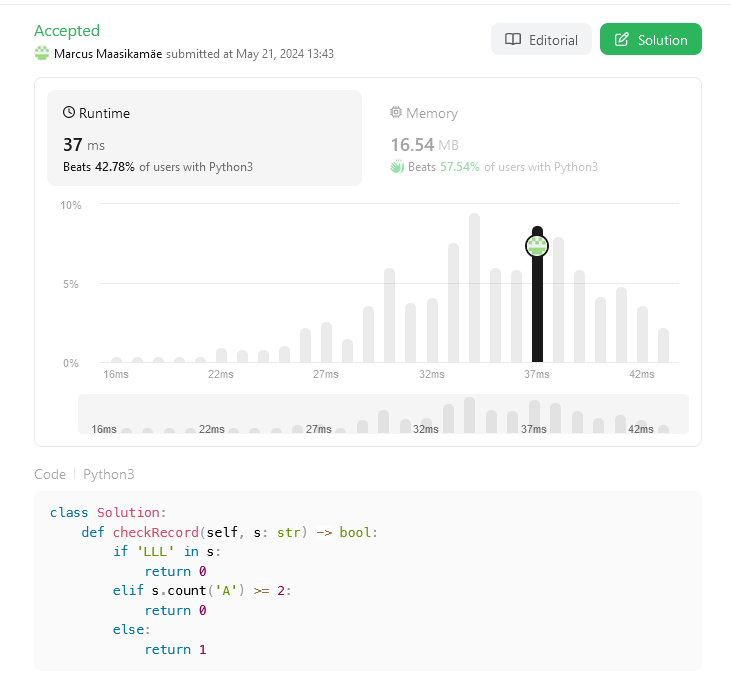 Accepted
Marcus Maasikamäe submitted at May 21, 2024 13:43
Editorial
Solution
Runtime
37 ms
Beats 42.78% of users with Python3
Memory
16.54 MB
Beats 57.54% of users with Python3
10%
5%
0%
16ms 22ms 27ms 32ms 37ms 42ms
16ms 22ms 27ms 32ms 37ms 42ms
Code | Python3
class Solution:
    def checkRecord(self, s: str) -> bool:
        if 'LLL' in s:
            return 0
        elif s.count('A') >= 2:
            return 0
        else:
            return 1